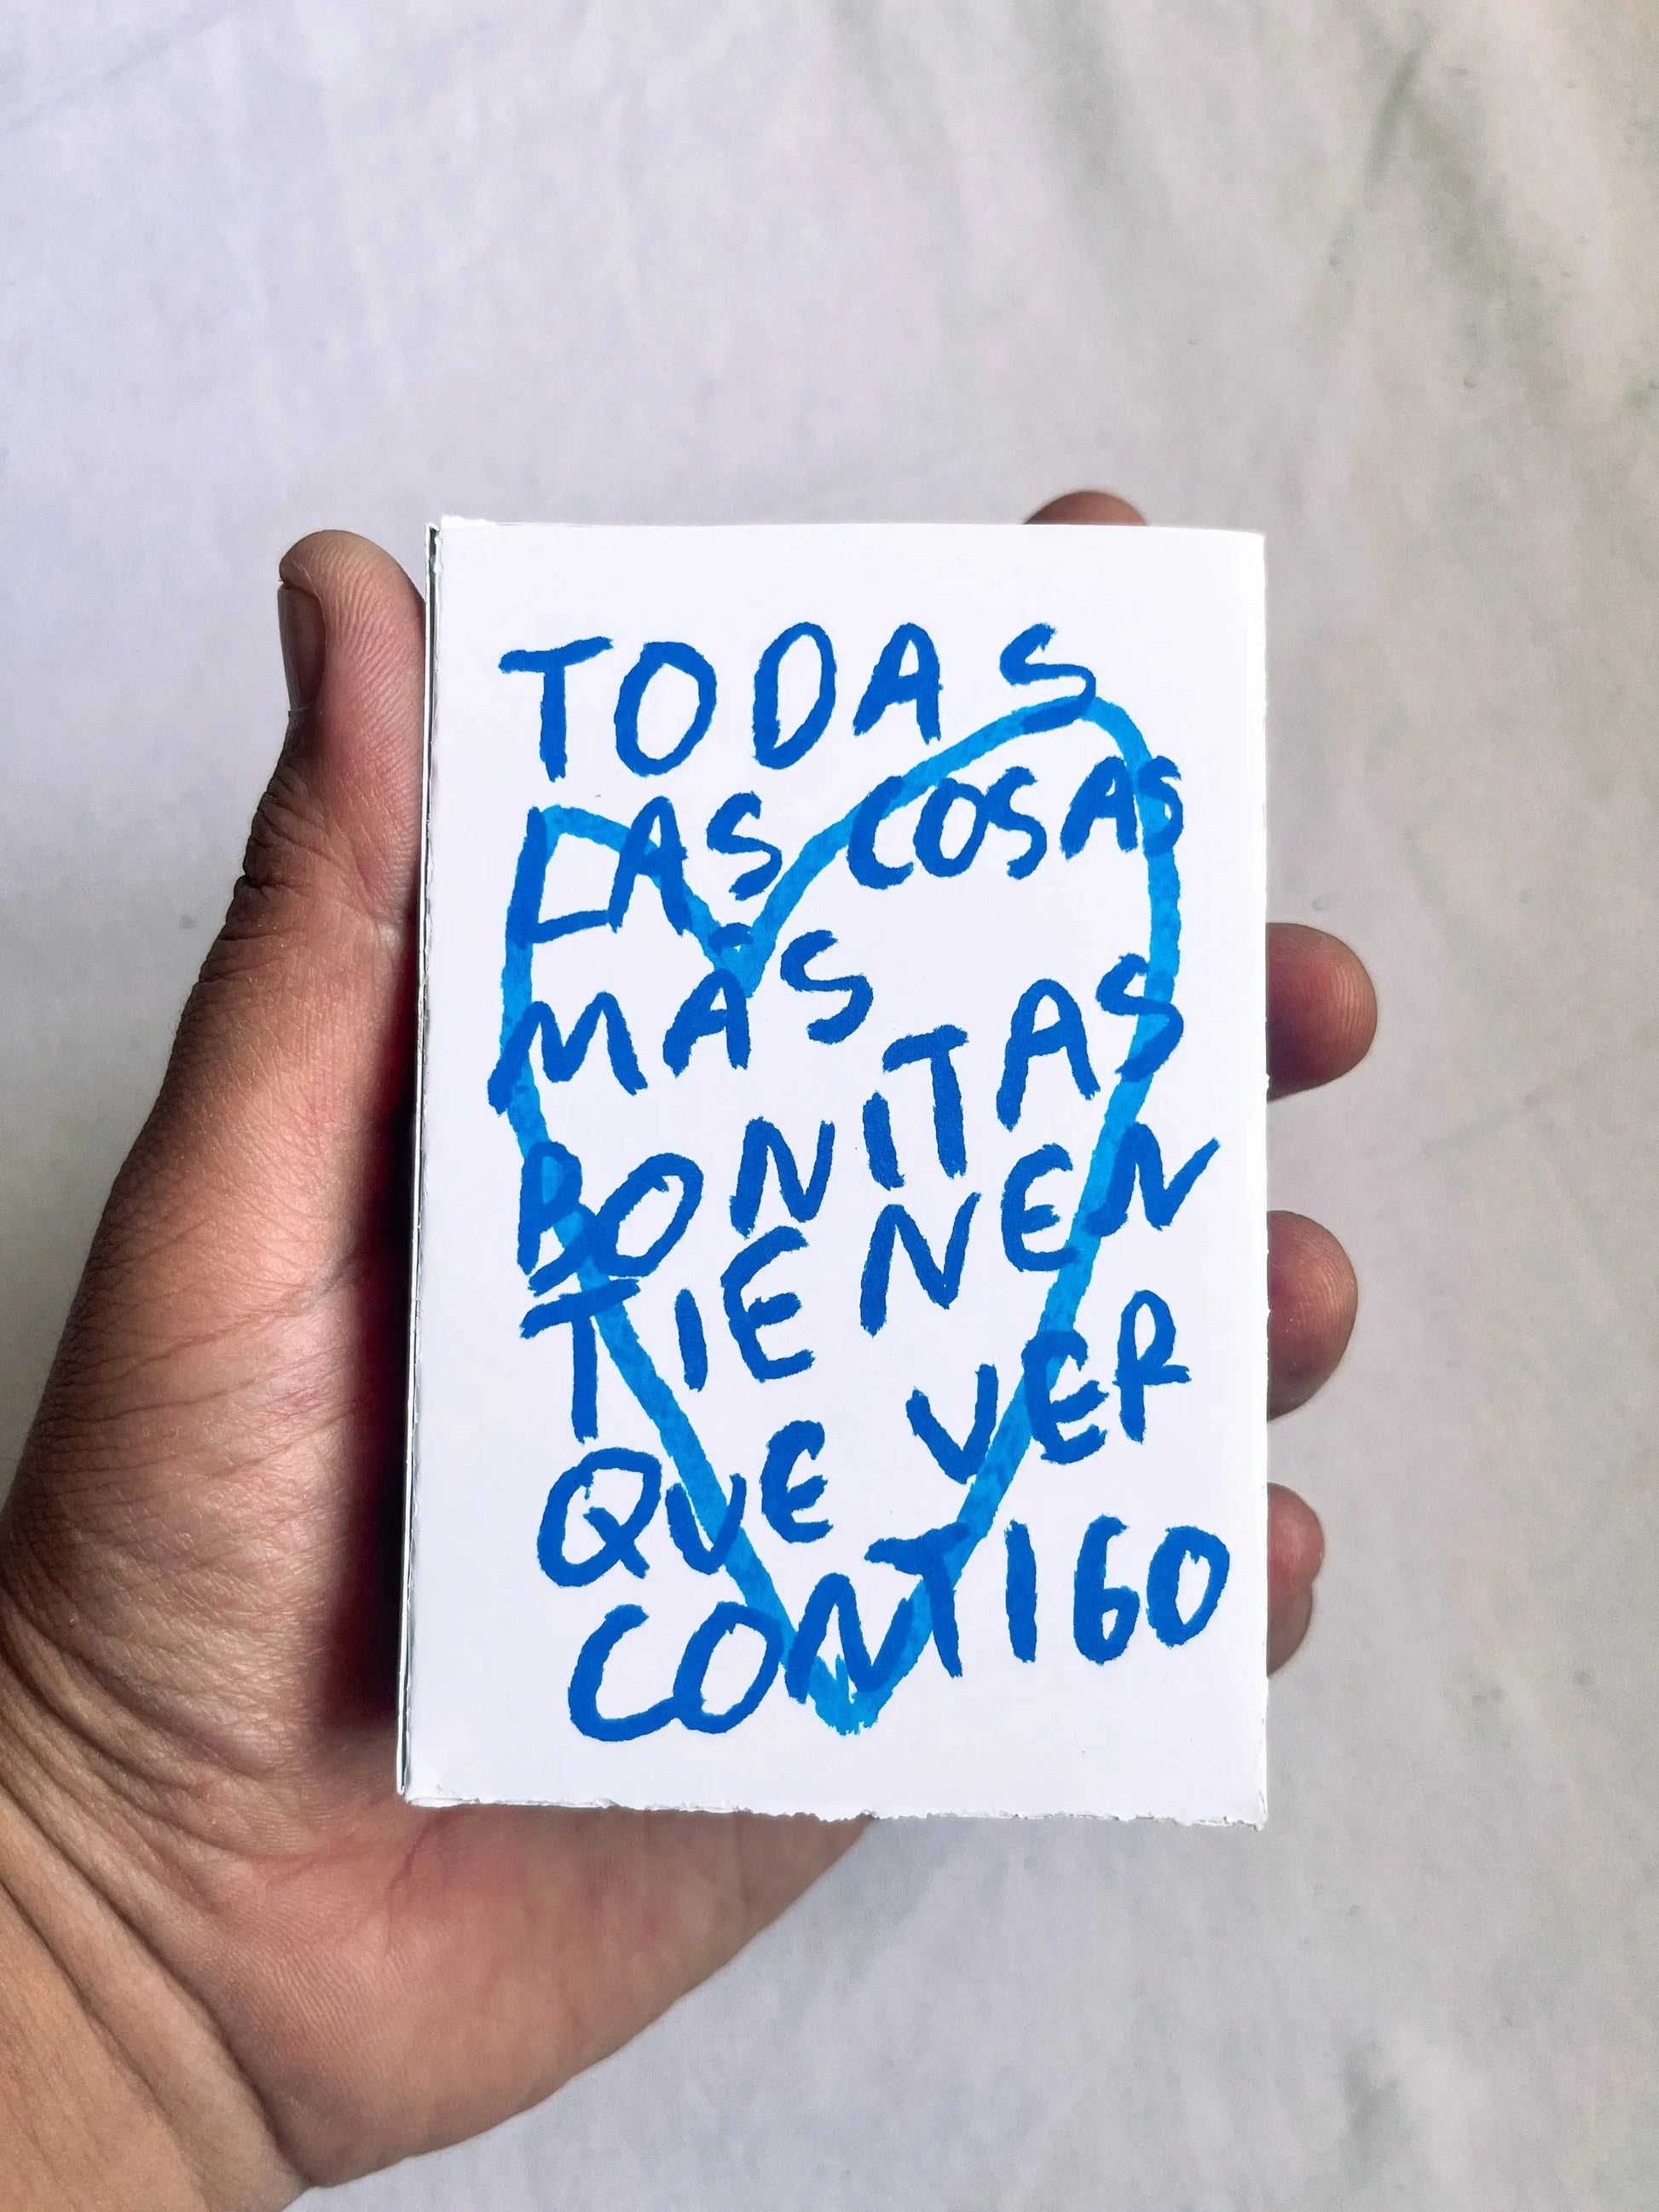 TODAS
LAS COSAS
MÁS
BONITAS
TIENEN
QUE VER
CONTIGO